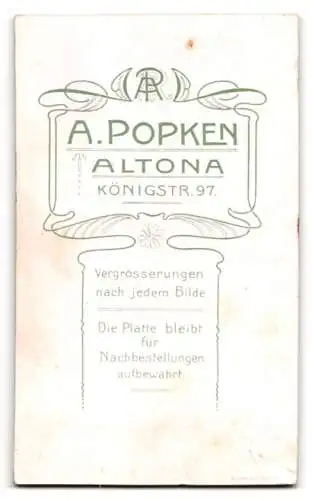 AP
A. POPKEN
ALTONA
KÖNIGSTR. 97.
Vergrösserungen
nach jedem Bilde
Die Platte bleibt
für
Nachbestellungen
aufbewahrt.